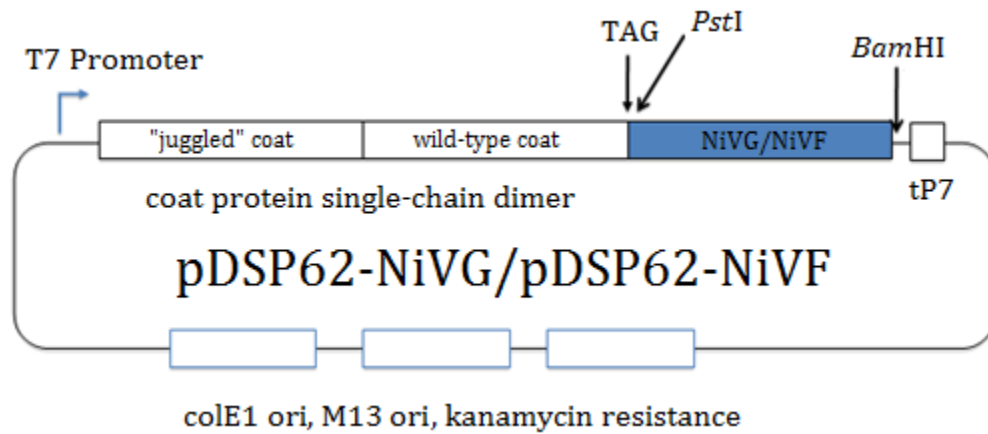 T7 Promoter
TAG
PstI
BamHI
"juggled" coat
wild-type coat
NiVG/NiVF
coat protein single-chain dimer
tP7
pDSP62-NiVG/pDSP62-NiVF
colE1 ori, M13 ori, kanamycin resistance